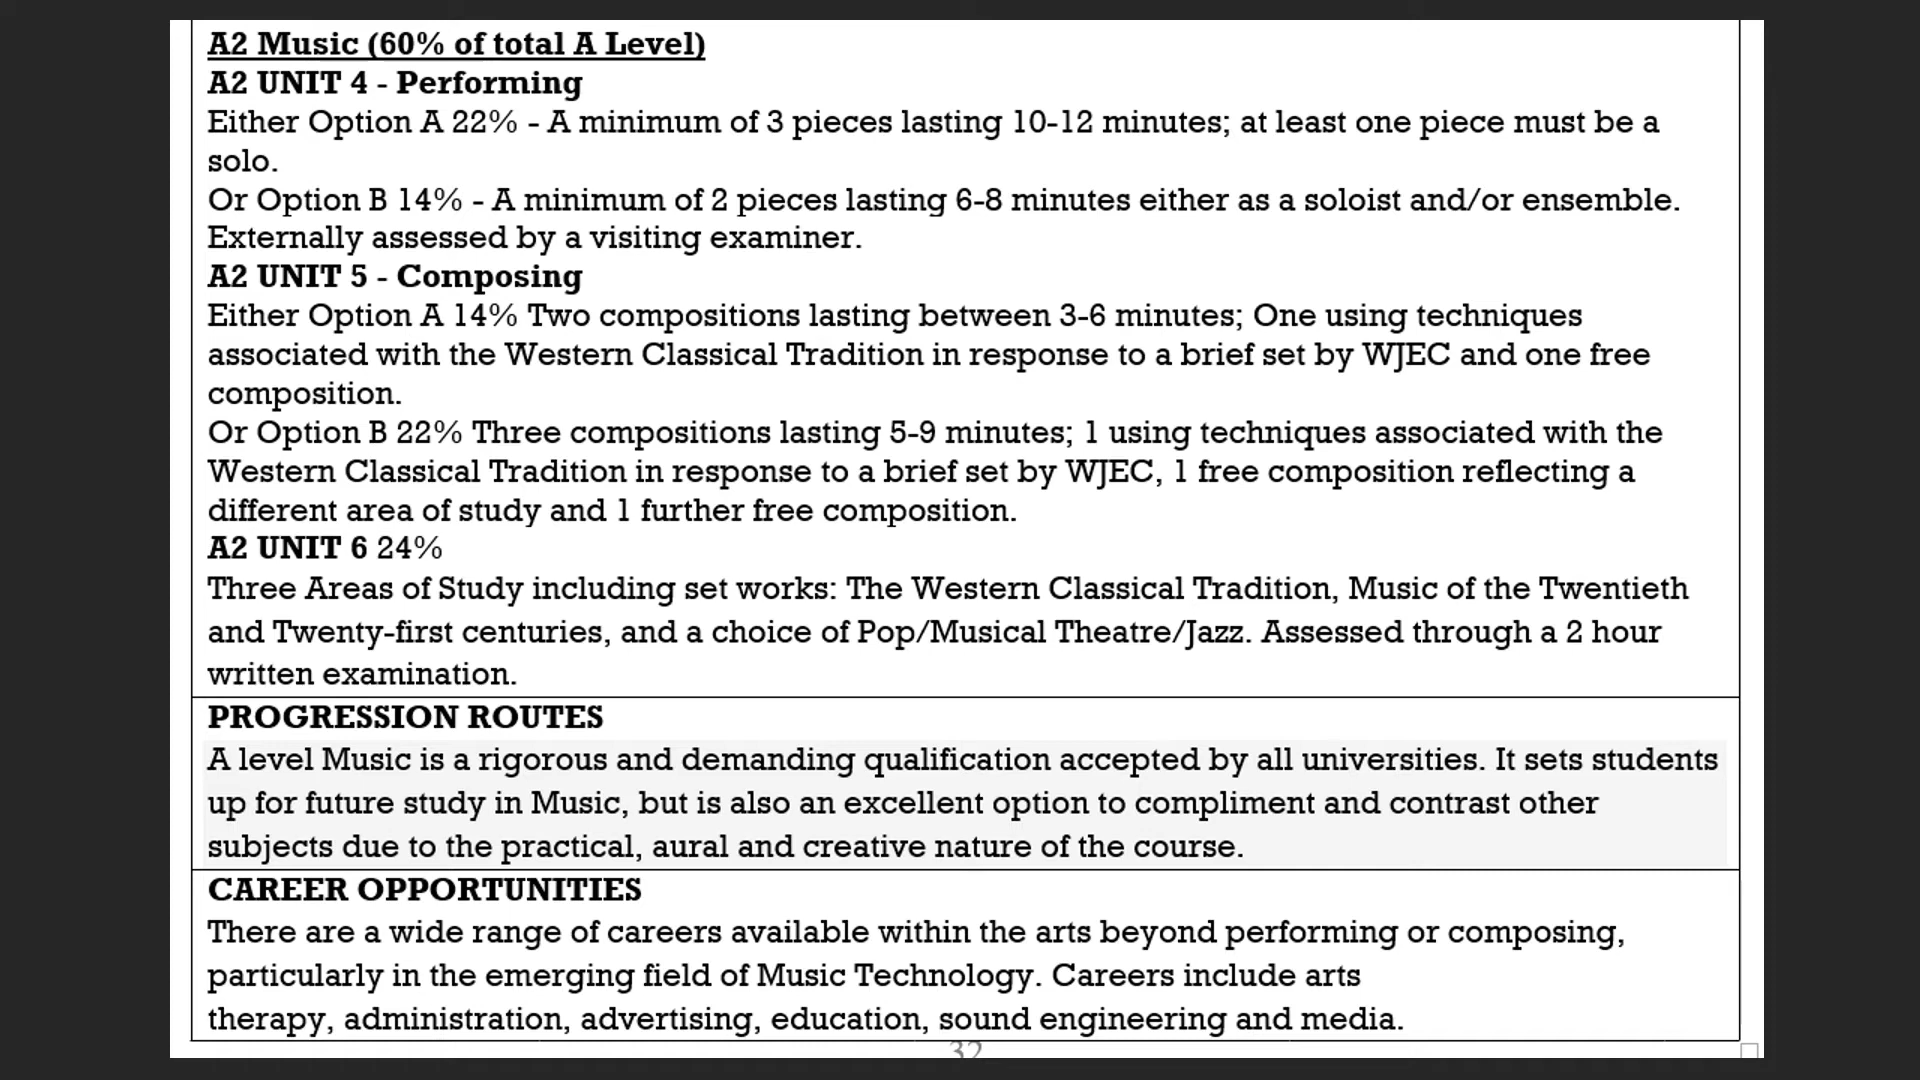 A2 Music (60% of total A Level)
A2 UNIT 4 - Performing
Either Option A 22% - A minimum of 3 pieces lasting 10-12 minutes; at least one piece must be a
solo.
Or Option B 14% - A minimum of 2 pieces lasting 6-8 minutes either as a soloist and/or ensemble.
Externally assessed by a visiting examiner.
A2 UNIT 5 - Composing
Either Option A 14% Two compositions lasting between 3-6 minutes; One using techniques
associated with the Western Classical Tradition in response to a brief set by WJEC and one free
composition.
Or Option B 22% Three compositions lasting 5-9 minutes; 1 using techniques associated with the
Western Classical Tradition in response to a brief set by WJEC, 1 free composition reflecting a
different area of study and 1 further free composition.
A2 UNIT 6 24%
Three Areas of Study including set works: The Western Classical Tradition, Music of the Twentieth
and Twenty-first centuries, and a choice of Pop/Musical Theatre/Jazz. Assessed through a 2 hour
written examination.
PROGRESSION ROUTES
A level Music is a rigorous and demanding qualification accepted by all universities. It sets students
up for future study in Music, but is also an excellent option to compliment and contrast other
subjects due to the practical, aural and creative nature of the course.
CAREER OPPORTUNITIES
There are a wide range of careers available within the arts beyond performing or composing,
particularly in the emerging field of Music Technology. Careers include arts
therapy, administration, advertising, education, sound engineering and media.
32